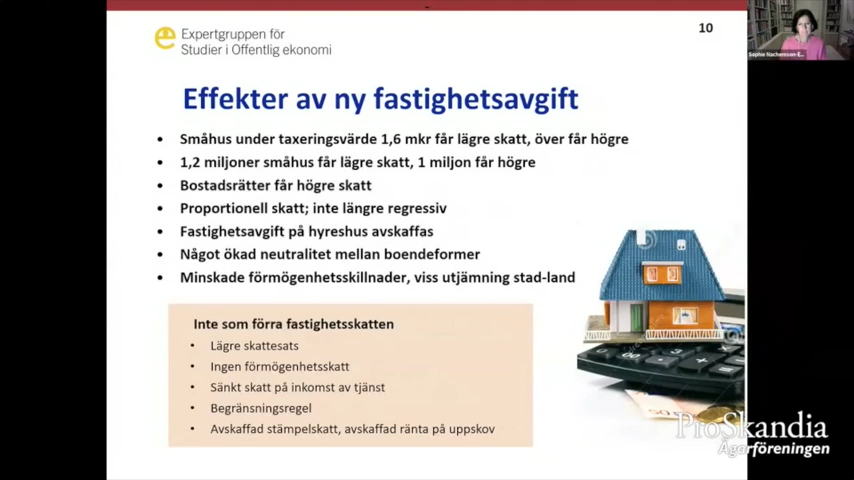 Expertgruppen för
Studier i Offentlig ekonomi
10
Effekter av ny fastighetsavgift
• Småhus under taxeringsvärde 1,6 mkr får lägre skatt, över får högre
• 1,2 miljoner småhus får lägre skatt, 1 miljon får högre
• Bostadsrätter får högre skatt
• Proportionell skatt; inte längre regressiv
• Fastighetsavgift på hyreshus avskaffas
• Något ökad neutralitet mellan boendeformer
• Minskade förmögenhetsskillnader, viss utjämning stad-land
Inte som förra fastighetsskatten
• Lägre skattesats
• Ingen förmögenhetsskatt
• Sänkt skatt på inkomst av tjänst
• Begränsningsregel
• Avskaffad stämpelskatt, avskaffad ränta på uppskov
ProSkandia
Ägarföreningen
Sophie Nachemson-E...